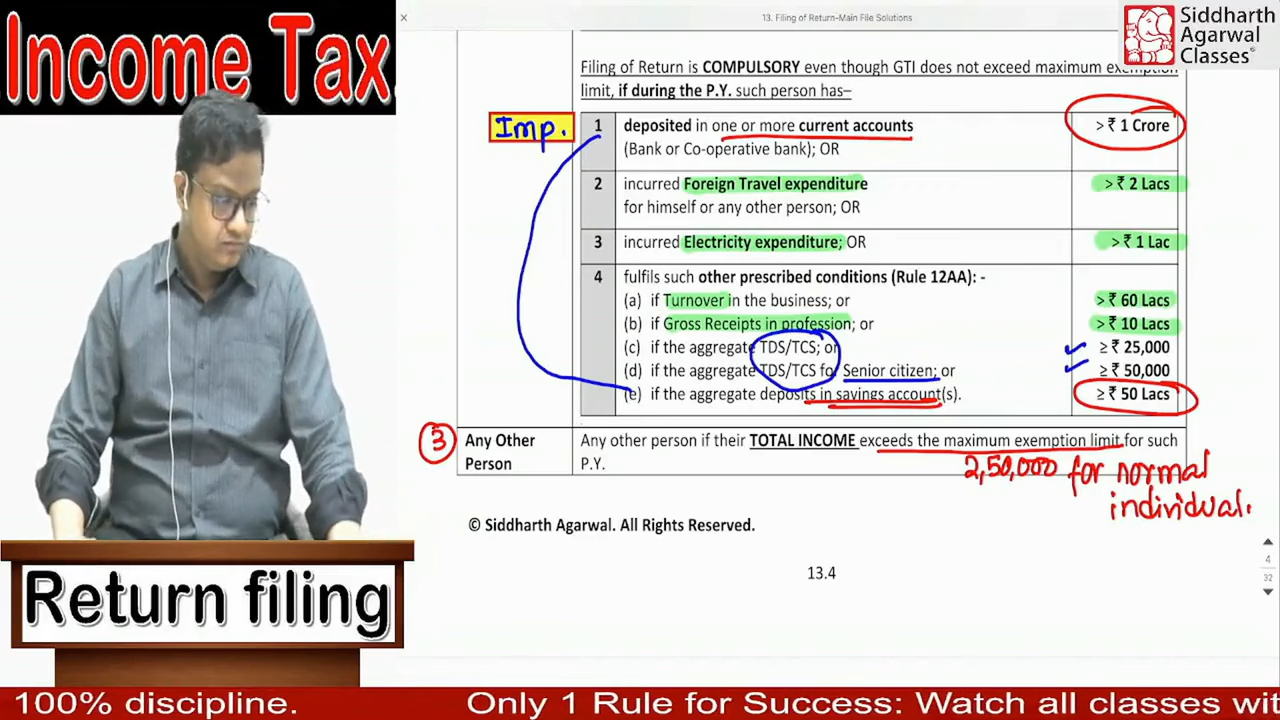 Income Tax
Return filing
×
13. Filing of Return-Main File Solutions
Siddharth
Agarwal
Classes®
Filing of Return is COMPULSORY even though GTI does not exceed maximum exemption
limit, if during the P.Y. such person has–
Imp.
1 deposited in one or more current accounts > ₹ 1 Crore
(Bank or Co-operative bank); OR
2 incurred Foreign Travel expenditure > ₹ 2 Lacs
for himself or any other person; OR
3 incurred Electricity expenditure; OR > ₹ 1 Lac
4 fulfils such other prescribed conditions (Rule 12AA): -
(a) if Turnover in the business; or > ₹ 60 Lacs
(b) if Gross Receipts in profession; or > ₹ 10 Lacs
(c) if the aggregate TDS/TCS; or ≥ ₹ 25,000
(d) if the aggregate TDS/TCS for Senior citizen; or ≥ ₹ 50,000
(e) if the aggregate deposits in savings account(s). ≥ ₹ 50 Lacs
3
Any Other
Person
Any other person if their TOTAL INCOME exceeds the maximum exemption limit for such
P.Y.
2,50,000 for normal
individual.
© Siddharth Agarwal. All Rights Reserved.
13.4
4
32
100% discipline. Only 1 Rule for Success: Watch all classes wit